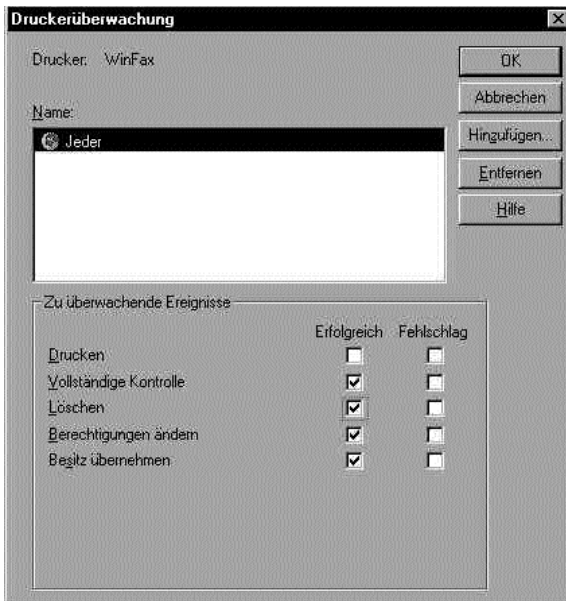 Druckerüberwachung
Drucker: WinFax
OK
Abbrechen
Name:
Hinzufügen...
Jeder
Entfernen
Hilfe
Zu überwachende Ereignisse
Erfolgreich Fehlschlag
Drucken
Vollständige Kontrolle
Löschen
Berechtigungen ändern
Besitz übernehmen